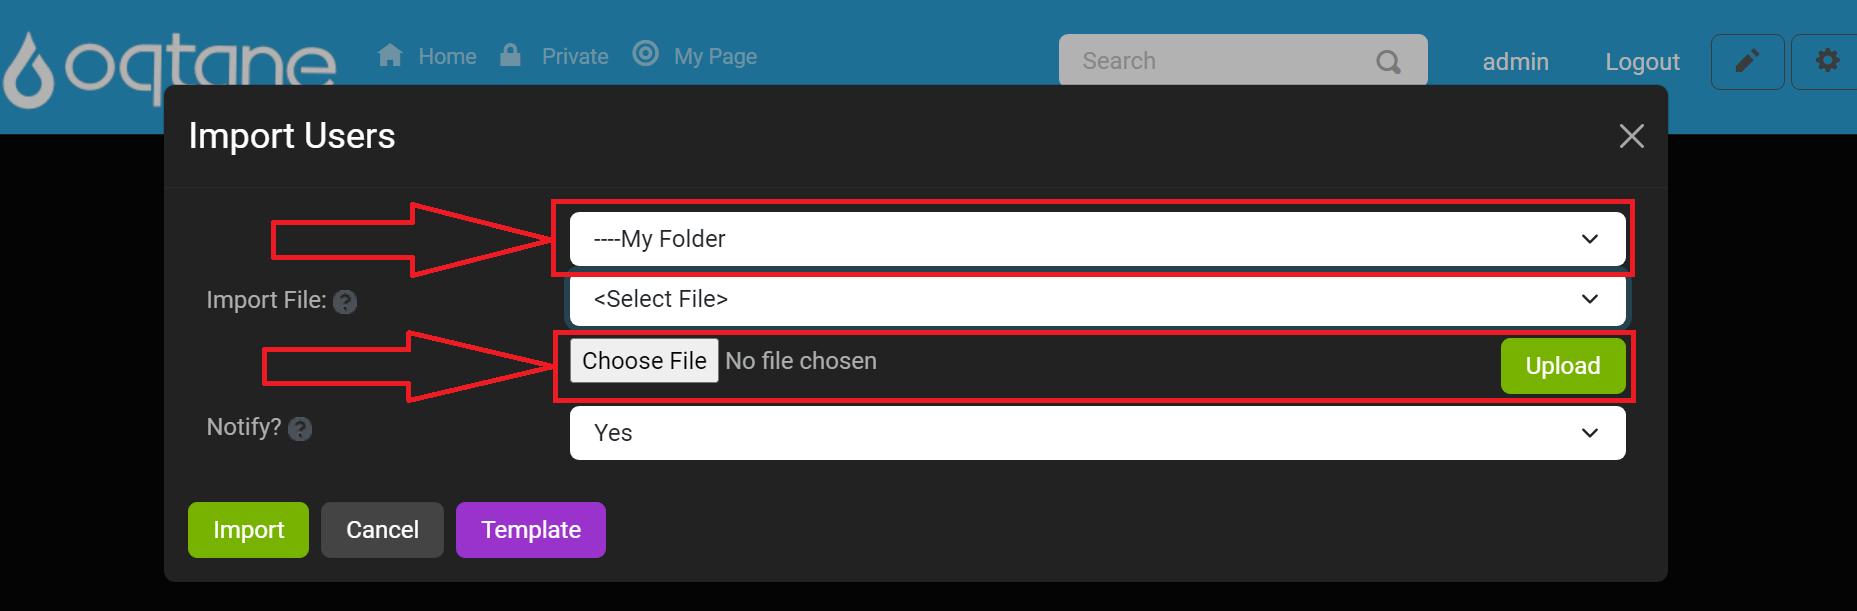 oqtane
Home Private My Page
Search
admin Logout
Import Users
----My Folder
Import File: ?
<Select File>
Choose File No file chosen
Upload
Notify? ?
Yes
Import Cancel Template